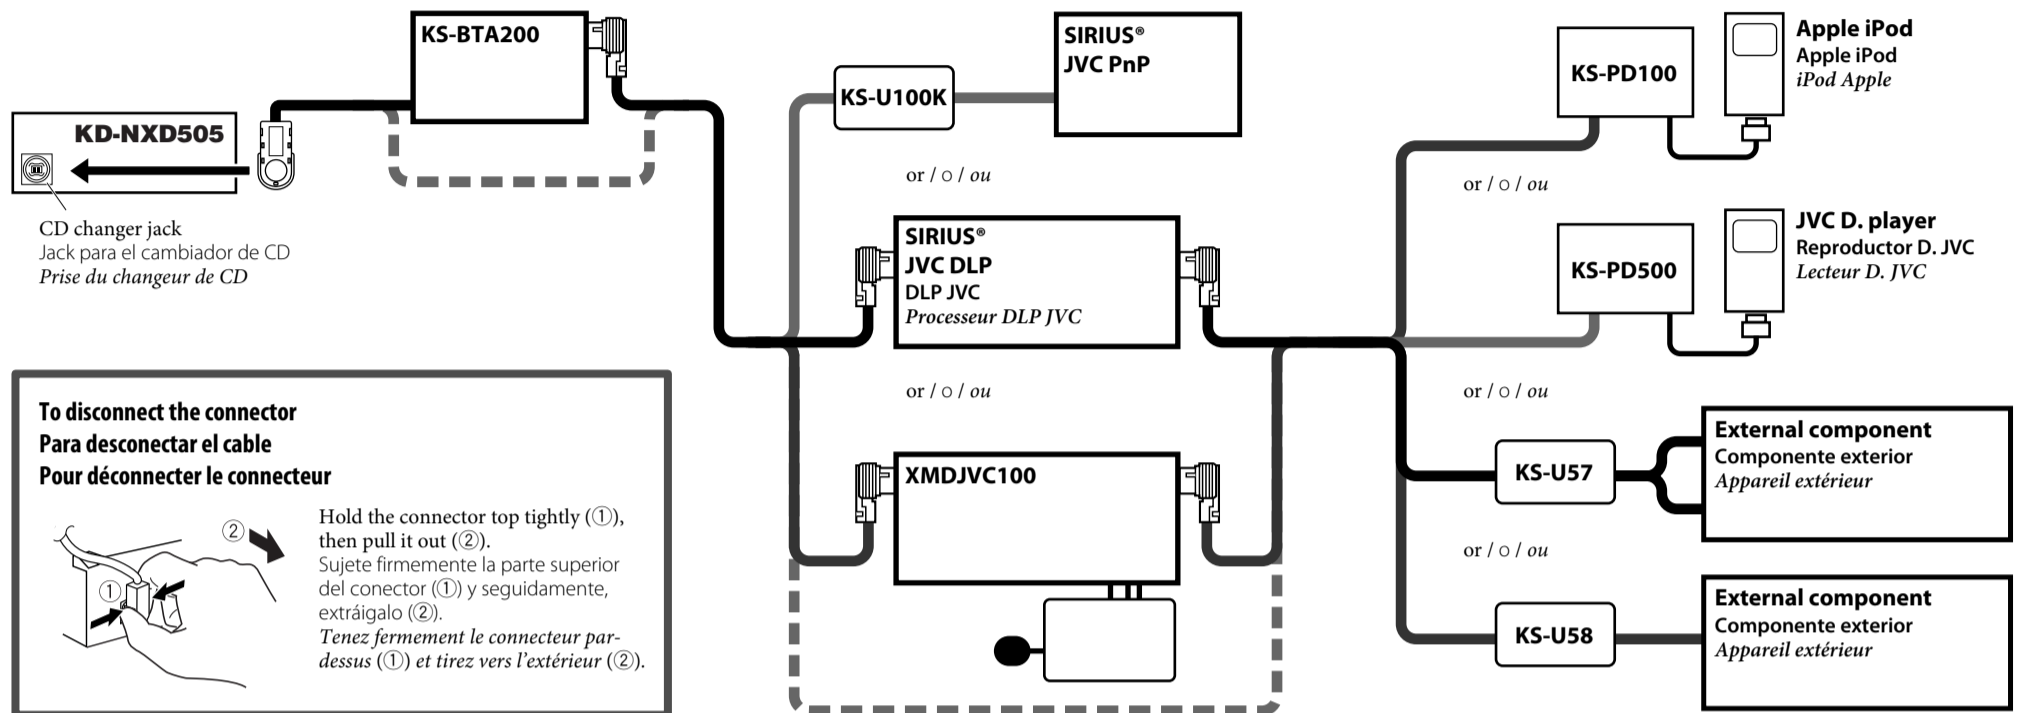 KS-BTA200
KD-NXD505
CD changer jack
Jack para el cambiador de CD
Prise du changeur de CD
KS-U100K
SIRIUS®
JVC PnP
or / o / ou
SIRIUS®
JVC DLP
DLP JVC
Processeur DLP JVC
or / o / ou
XMDJVC100
KS-PD100
Apple iPod
Apple iPod
iPod Apple
or / o / ou
KS-PD500
JVC D. player
Reproductor D. JVC
Lecteur D. JVC
or / o / ou
KS-U57
External component
Componente exterior
Appareil extérieur
or / o / ou
KS-U58
External component
Componente exterior
Appareil extérieur
To disconnect the connector
Para desconectar el cable
Pour déconnecter le connecteur
②
①
Hold the connector top tightly (①),
then pull it out (②).
Sujete firmemente la parte superior
del conector (①) y seguidamente,
extráigalo (②).
Tenez fermement le connecteur par-
dessus (①) et tirez vers l'extérieur (②).